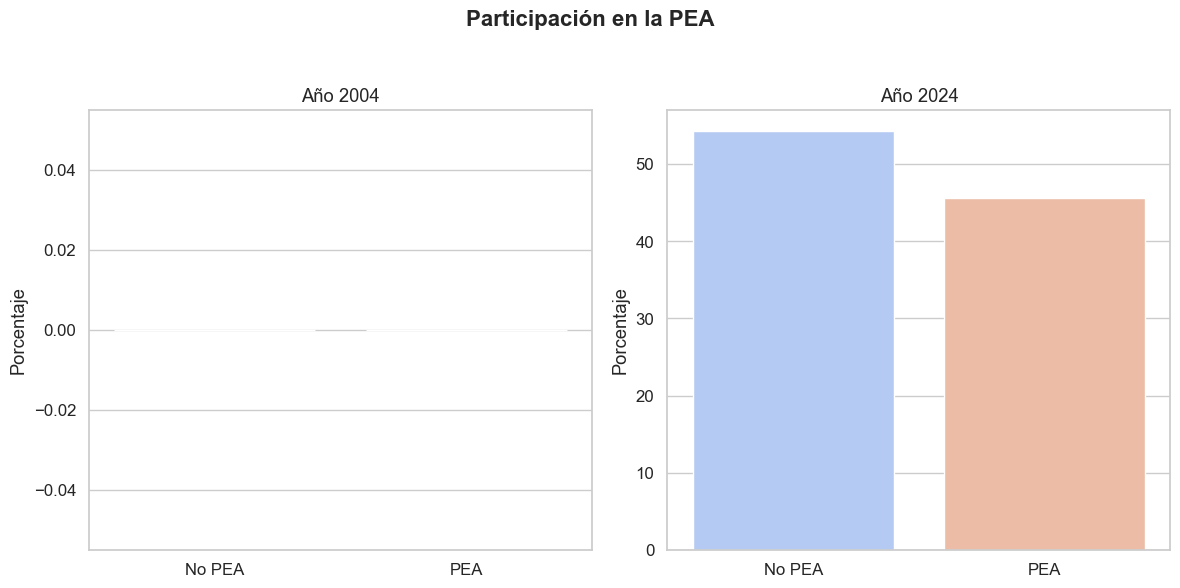 Participación en la PEA
Año 2004
Porcentaje
0.04
0.02
0.00
−0.02
−0.04
No PEA
PEA
Año 2024
Porcentaje
50
40
30
20
10
0
No PEA
PEA